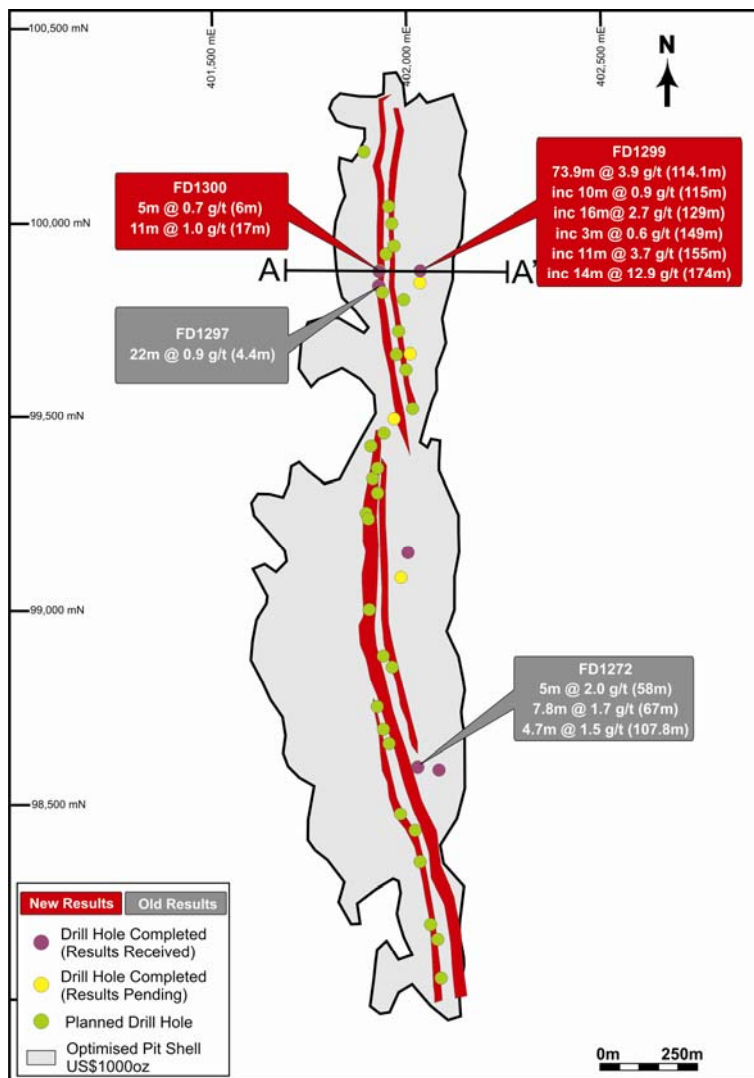 100,500 mN
401,500 mE
402,000 mE
402,500 mE
N
FD1300
5m @ 0.7 g/t (6m)
11m @ 1.0 g/t (17m)
FD1299
73.9m @ 3.9 g/t (114.1m)
inc 10m @ 0.9 g/t (115m)
inc 16m@ 2.7 g/t (129m)
inc 3m @ 0.6 g/t (149m)
inc 11m @ 3.7 g/t (155m)
inc 14m @ 12.9 g/t (174m)
100,000 mN
A
A'
FD1297
22m @ 0.9 g/t (4.4m)
99,500 mN
99,000 mN
FD1272
5m @ 2.0 g/t (58m)
7.8m @ 1.7 g/t (67m)
4.7m @ 1.5 g/t (107.8m)
98,500 mN
New Results
Old Results
Drill Hole Completed
(Results Received)
Drill Hole Completed
(Results Pending)
Planned Drill Hole
Optimised Pit Shell
US$1000oz
0m
250m